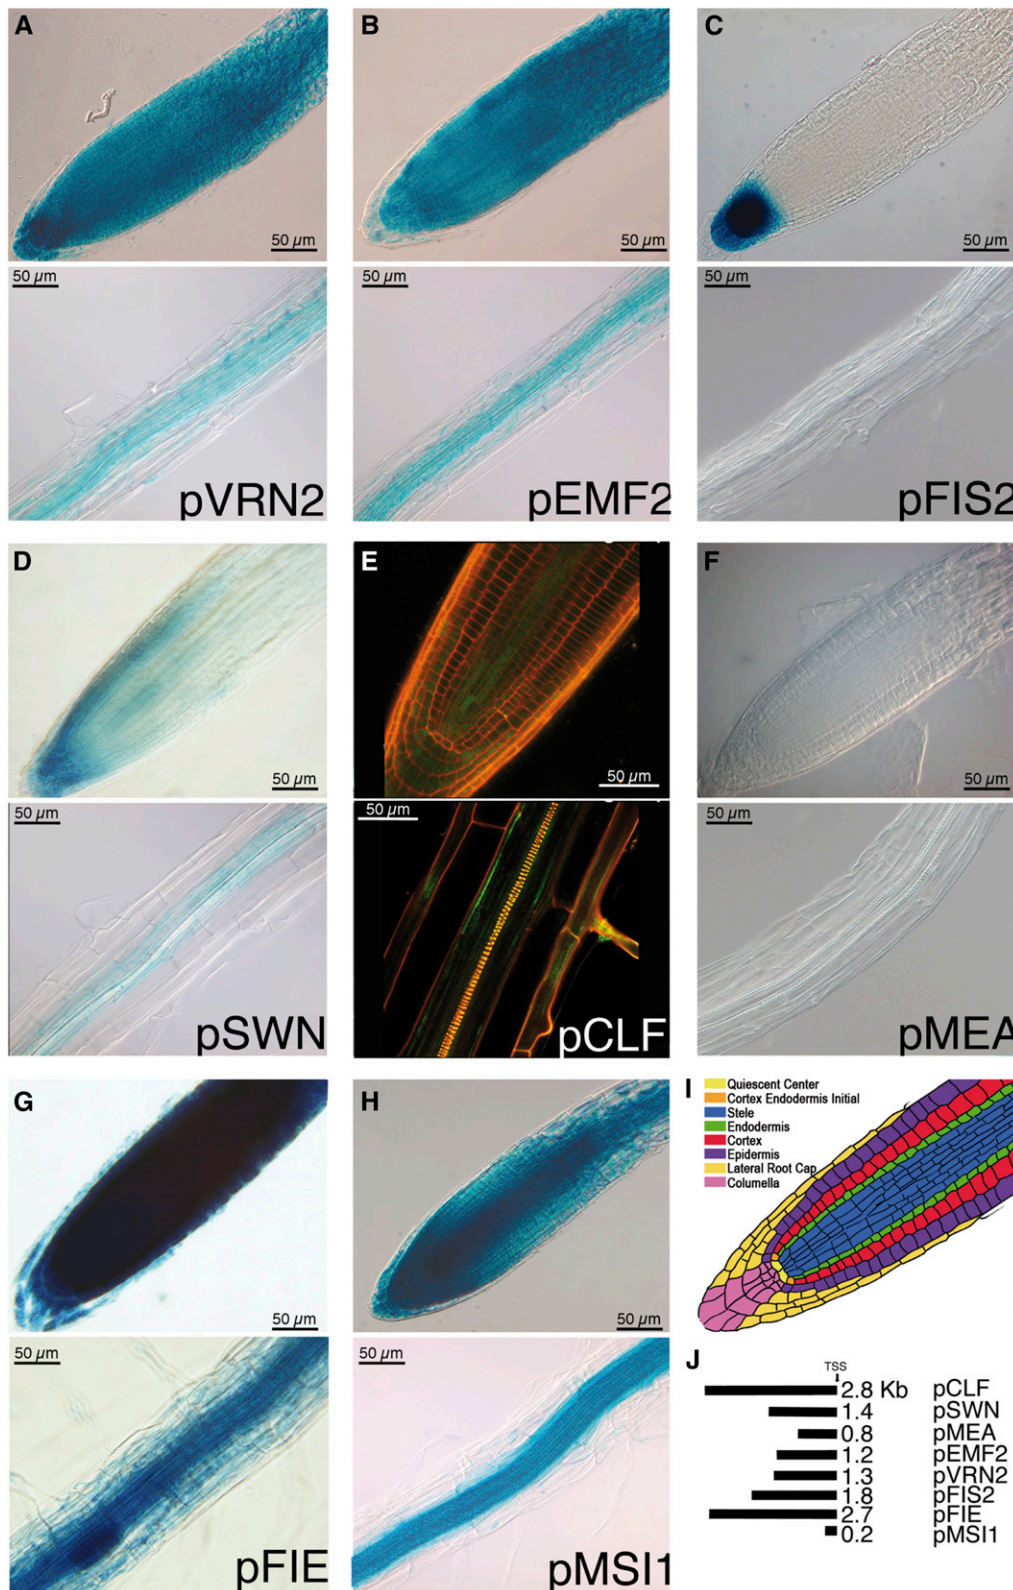 A
50 μm
50 μm
pVRN2
B
50 μm
50 μm
pEMF2
C
50 μm
50 μm
pFIS2
D
50 μm
50 μm
pSWN
E
50 μm
50 μm
pCLF
F
50 μm
50 μm
pMEA
G
50 μm
50 μm
pFIE
H
50 μm
50 μm
pMSI1
I
Quiescent Center
Cortex Endodermis Initial
Stele
Endodermis
Cortex
Epidermis
Lateral Root Cap
Columella
J
TSS
2.8 Kb pCLF
1.4 pSWN
0.8 pMEA
1.2 pEMF2
1.3 pVRN2
1.8 pFIS2
2.7 pFIE
0.2 pMSI1